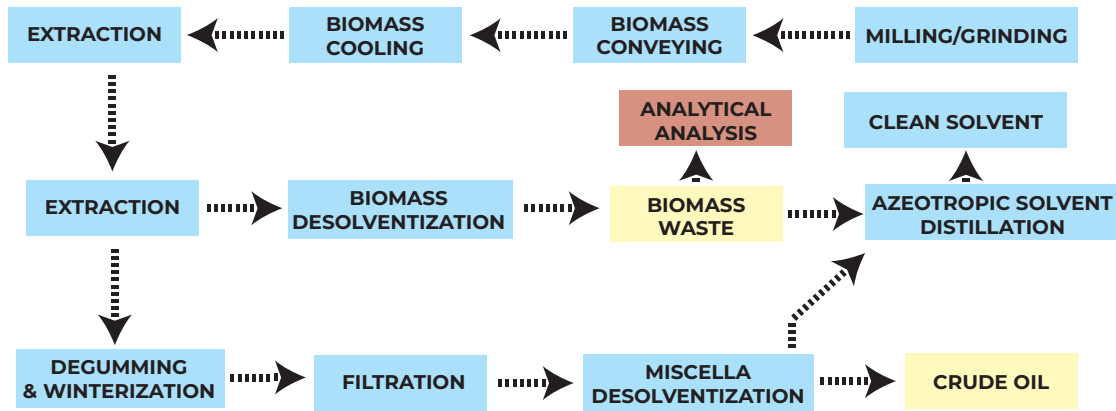 EXTRACTION
BIOMASS
COOLING
BIOMASS
CONVEYING
MILLING/GRINDING
ANALYTICAL
ANALYSIS
CLEAN SOLVENT
EXTRACTION
BIOMASS
DESOLVENTIZATION
BIOMASS
WASTE
AZEOTROPIC SOLVENT
DISTILLATION
DEGUMMING
& WINTERIZATION
FILTRATION
MISCELLA
DESOLVENTIZATION
CRUDE OIL